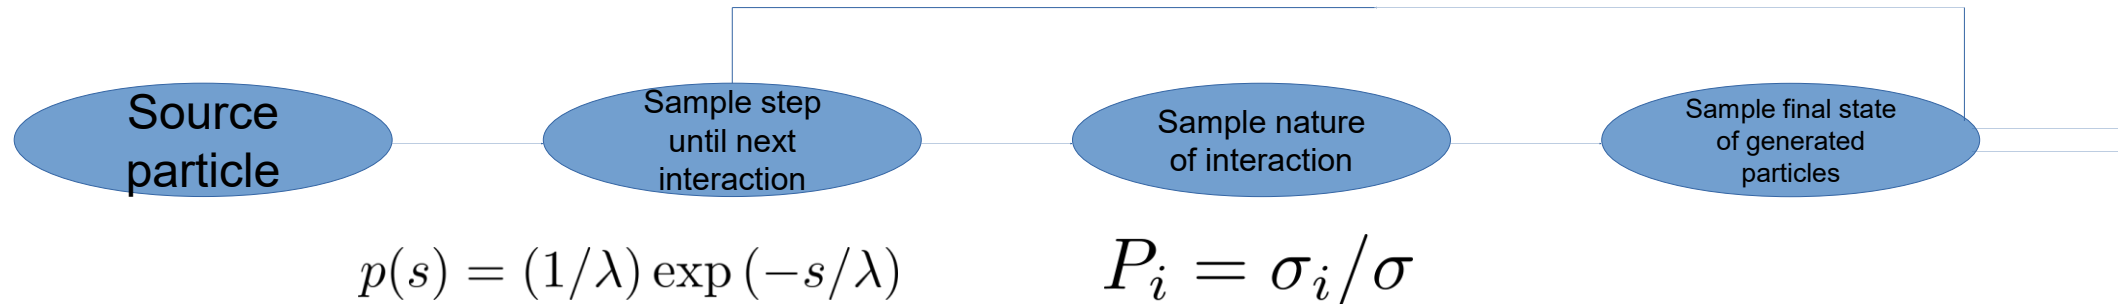 Source
particle
Sample step
until next
interaction
Sample nature
of interaction
Sample final state
of generated
particles
p(s) = (1/λ) exp (−s/λ)
P_i = σ_i/σ